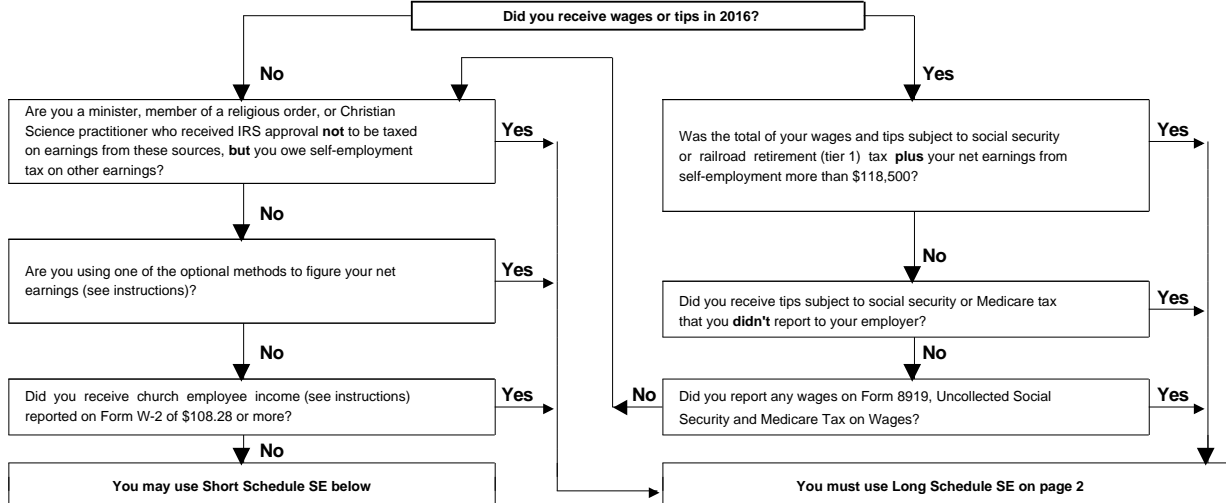 Did you receive wages or tips in 2016?
No
Yes
Are you a minister, member of a religious order, or Christian
Science practitioner who received IRS approval not to be taxed
on earnings from these sources, but you owe self-employment
tax on other earnings?
Yes
Was the total of your wages and tips subject to social security
or railroad retirement (tier 1) tax plus your net earnings from
self-employment more than $118,500?
Yes
No
No
Are you using one of the optional methods to figure your net
earnings (see instructions)?
Yes
Did you receive tips subject to social security or Medicare tax
that you didn't report to your employer?
Yes
No
No
Did you receive church employee income (see instructions)
reported on Form W-2 of $108.28 or more?
Yes
No
Did you report any wages on Form 8919, Uncollected Social
Security and Medicare Tax on Wages?
Yes
No
You may use Short Schedule SE below
You must use Long Schedule SE on page 2